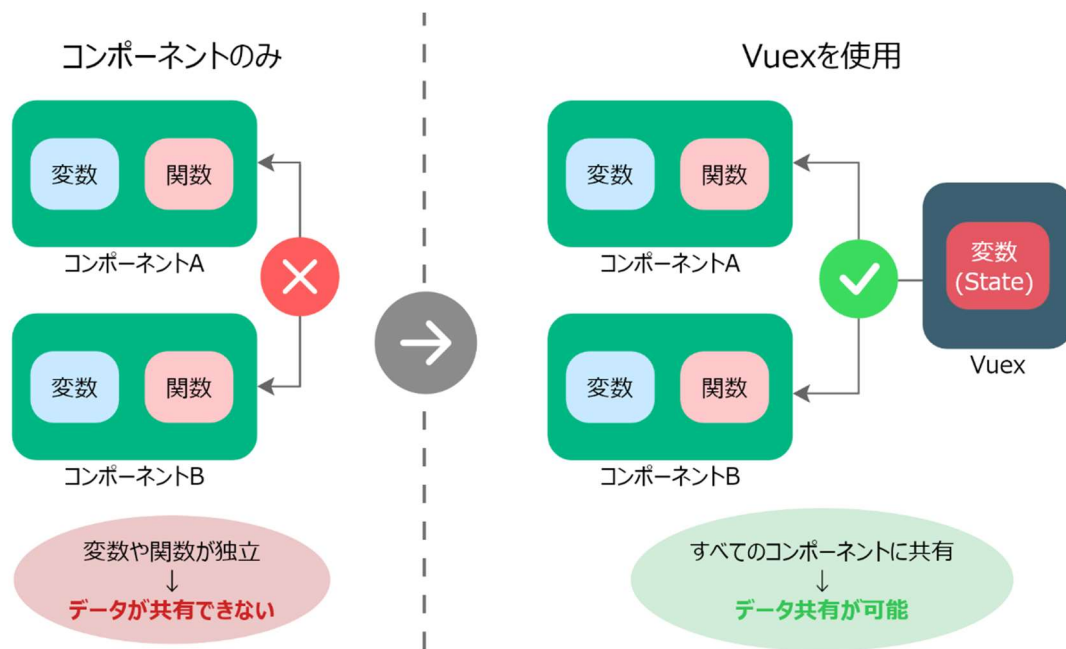 コンポーネントのみ
変数
関数
コンポーネントA
変数
関数
コンポーネントB
変数や関数が独立
↓
データが共有できない
Vuexを使用
変数
関数
コンポーネントA
変数
関数
コンポーネントB
変数
(State)
Vuex
すべてのコンポーネントに共有
↓
データ共有が可能